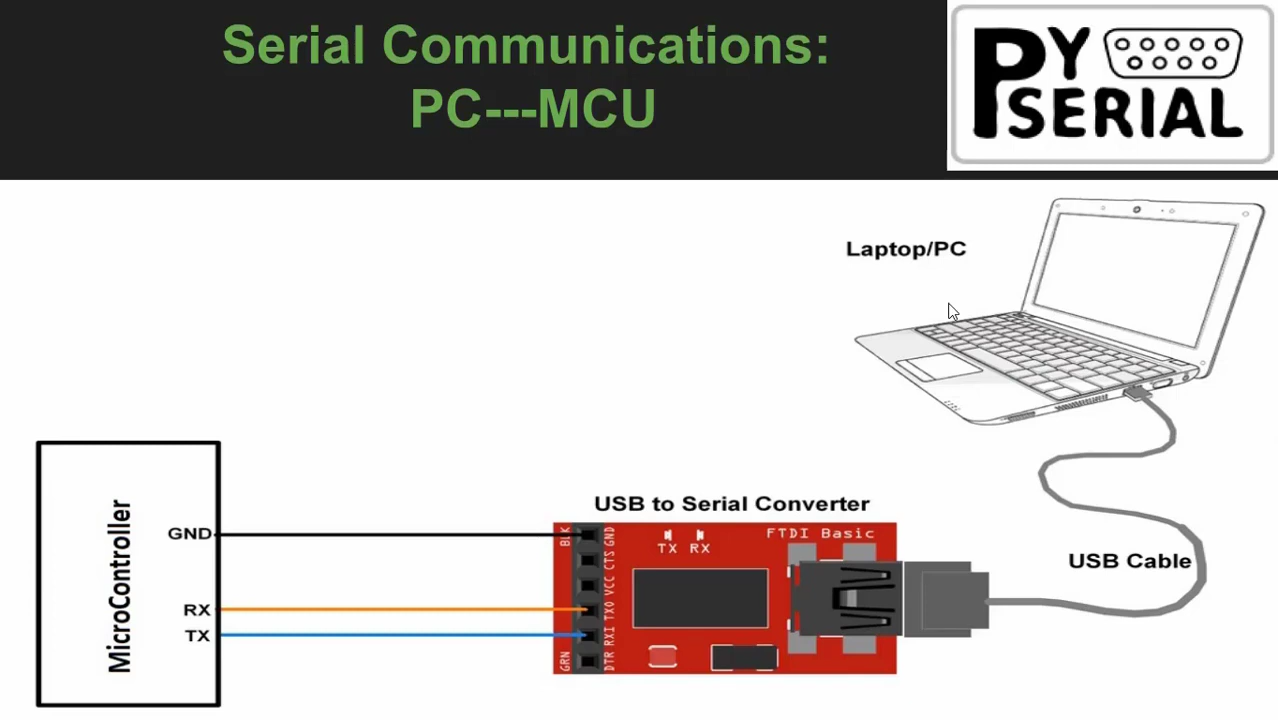 Serial Communications:
PC---MCU
PY
SERIAL
Laptop/PC
USB to Serial Converter
MicroController
GND
RX
TX
BLK
GRN
GND
CTS
VCC
TXO
RXI
DTR
TX RX
FTDI Basic
USB Cable